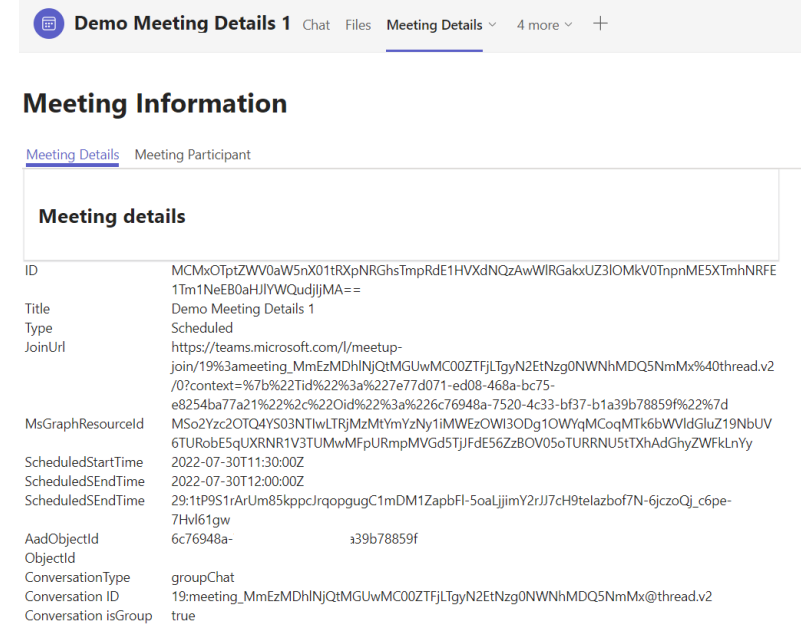 Demo Meeting Details 1 Chat Files Meeting Details 4 more
Meeting Information
Meeting Details Meeting Participant
Meeting details
ID MCMxOTptZWV0aW5nX01tRXpNRGhsTmpRdE1HVXdNQzAwWlRGakxUZ3lOMkV0TnpnME5XTmhNRFE
1Tm1NeEB0aHJlYWQudjIjMA==
Title Demo Meeting Details 1
Type Scheduled
JoinUrl https://teams.microsoft.com/l/meetup-
join/19%3ameeting_MmEzMDhlNjQtMGUwMC00ZTFjLTgyN2EtNzg0NWNhMDQ5NmMx%40thread.v2
/0?context=%7b%22Tid%22%3a%227e77d071-ed08-468a-bc75-
e8254ba77a21%22%2c%22Oid%22%3a%226c76948a-7520-4c33-bf37-b1a39b78859f%22%7d
MsGraphResourceId MSo2Yzc2OTQ4YS03NTIwLTRjMzMtYmYzNy1iMWEzOWI3ODg1OWYqMCoqMTk6bWVldGluZ19NbUV
6TURobE5qUXRNR1V3TUMwMFpURmpMVGd5TjJFdE56ZzBOV05oTURRNU5tTXhAdGhyZWFkLnYy
ScheduledStartTime 2022-07-30T11:30:00Z
ScheduledSEndTime 2022-07-30T12:00:00Z
ScheduledSEndTime 29:1tP9S1rArUm85kppcJrqopgugC1mDM1ZapbFl-5oaLjjimY2rJJ7cH9teIazbof7N-6jczoQj_c6pe-
7Hvl61gw
AadObjectId 6c76948a- a39b78859f
ObjectId
ConversationType groupChat
Conversation ID 19:meeting_MmEzMDhlNjQtMGUwMC00ZTFjLTgyN2EtNzg0NWNhMDQ5NmMx@thread.v2
Conversation isGroup true